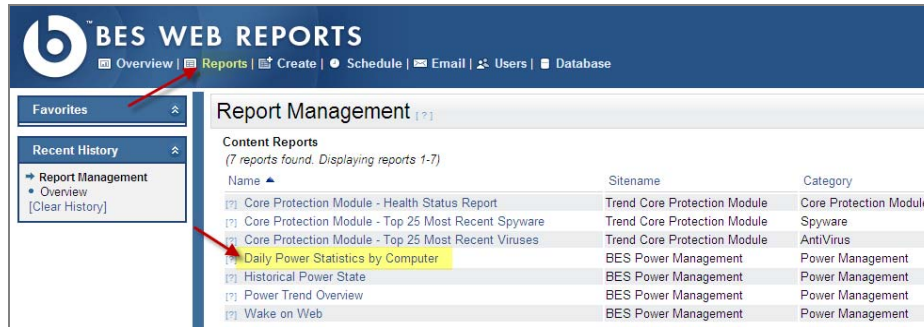 b™ BES WEB REPORTS
Overview | Reports | Create | Schedule | Email | Users | Database
Favorites
Recent History
Report Management
Overview
[Clear History]
Report Management [?]
Content Reports
(7 reports found. Displaying reports 1-7)
Name Sitename Category
[?] Core Protection Module - Health Status Report Trend Core Protection Module Core Protection Module
[?] Core Protection Module - Top 25 Most Recent Spyware Trend Core Protection Module Spyware
[?] Core Protection Module - Top 25 Most Recent Viruses Trend Core Protection Module AntiVirus
[?] Daily Power Statistics by Computer BES Power Management Power Management
[?] Historical Power State BES Power Management Power Management
[?] Power Trend Overview BES Power Management Power Management
[?] Wake on Web BES Power Management Power Management